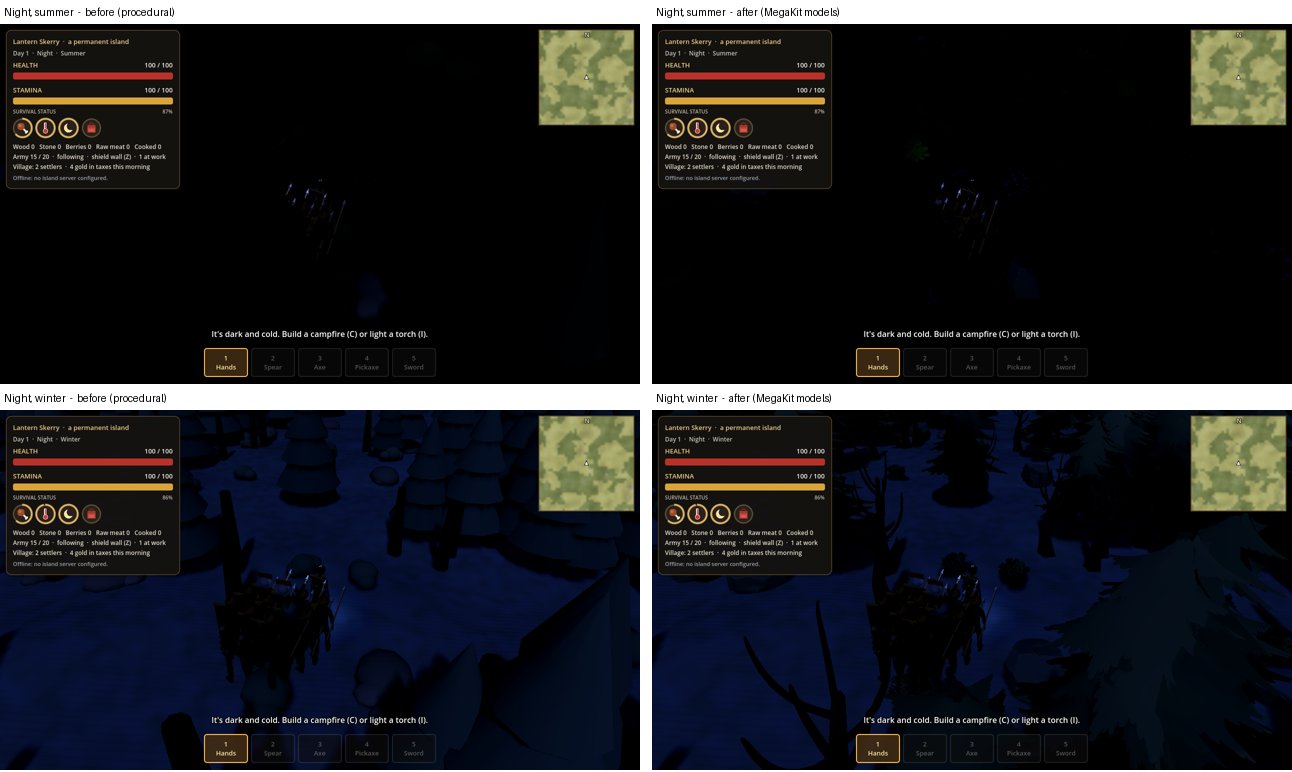 Night, summer - before (procedural)
Lantern Skerry · a permanent island
Day 1 · Night · Summer
HEALTH 100 / 100
STAMINA 100 / 100
SURVIVAL STATUS 87%
Wood 0 Stone 0 Berries 0 Raw meat 0 Cooked 0
Army 15 / 20 · following · shield wall (Z) · 1 at work
Village: 2 settlers · 4 gold in taxes this morning
Offline: no island server configured.
N
It's dark and cold. Build a campfire (C) or light a torch (I).
1 2 3 4 5
Hands Spear Axe Pickaxe Sword
Night, summer - after (MegaKit models)
Lantern Skerry · a permanent island
Day 1 · Night · Summer
HEALTH 100 / 100
STAMINA 100 / 100
SURVIVAL STATUS 87%
Wood 0 Stone 0 Berries 0 Raw meat 0 Cooked 0
Army 15 / 20 · following · shield wall (Z) · 1 at work
Village: 2 settlers · 4 gold in taxes this morning
Offline: no island server configured.
N
It's dark and cold. Build a campfire (C) or light a torch (I).
1 2 3 4 5
Hands Spear Axe Pickaxe Sword
Night, winter - before (procedural)
Lantern Skerry · a permanent island
Day 1 · Night · Winter
HEALTH 100 / 100
STAMINA 100 / 100
SURVIVAL STATUS 86%
Wood 0 Stone 0 Berries 0 Raw meat 0 Cooked 0
Army 15 / 20 · following · shield wall (Z) · 1 at work
Village: 2 settlers · 4 gold in taxes this morning
Offline: no island server configured.
N
It's dark and cold. Build a campfire (C) or light a torch (I).
1 2 3 4 5
Hands Spear Axe Pickaxe Sword
Night, winter - after (MegaKit models)
Lantern Skerry · a permanent island
Day 1 · Night · Winter
HEALTH 100 / 100
STAMINA 100 / 100
SURVIVAL STATUS 86%
Wood 0 Stone 0 Berries 0 Raw meat 0 Cooked 0
Army 15 / 20 · following · shield wall (Z) · 1 at work
Village: 2 settlers · 4 gold in taxes this morning
Offline: no island server configured.
N
It's dark and cold. Build a campfire (C) or light a torch (I).
1 2 3 4 5
Hands Spear Axe Pickaxe Sword